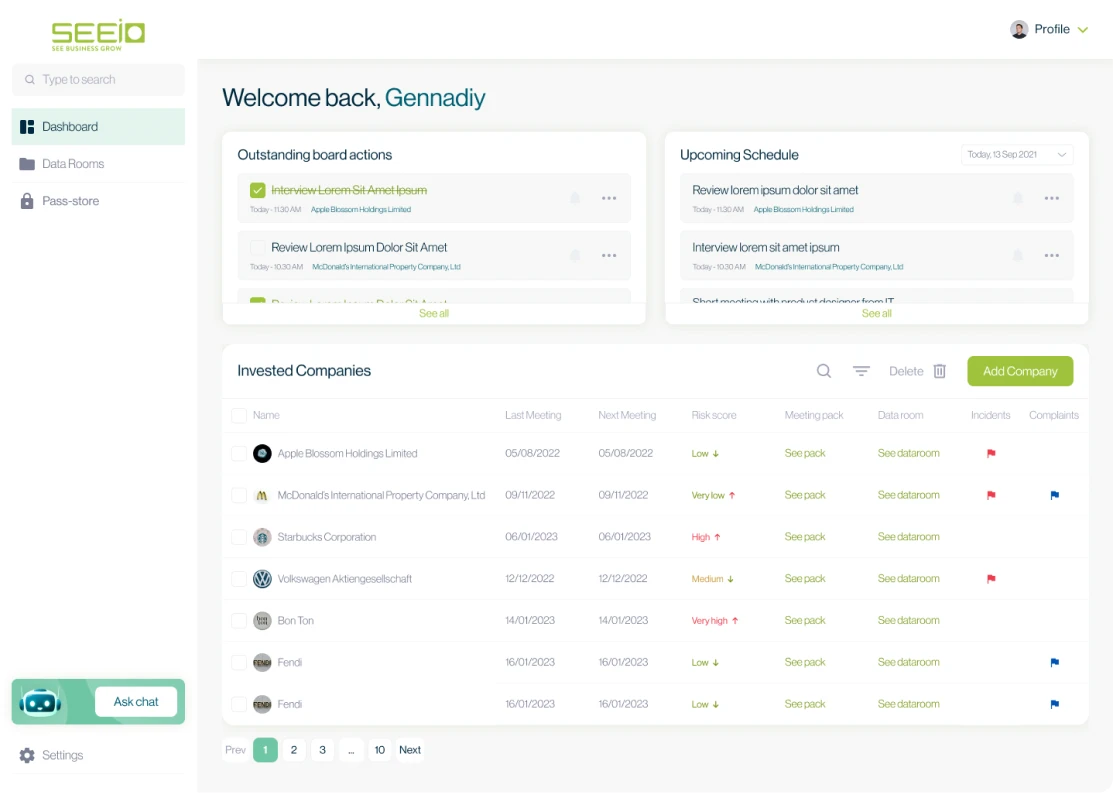 SEEIO
SEE BUSINESS GROW
Profile
Type to search
Dashboard
Data Rooms
Pass-store
Welcome back, Gennadiy
Outstanding board actions
Interview Lorem Sit Amet Ipsum
Today - 11.30 AM Apple Blossom Holdings Limited
Review Lorem Ipsum Dolor Sit Amet
Today - 10.30 AM McDonald's International Property Company, Ltd
Review Lorem Ipsum Dolor Sit Amet
See all
Upcoming Schedule
Today, 13 Sep 2021
Review lorem ipsum dolor sit amet
Today - 11.30 AM Apple Blossom Holdings Limited
Interview lorem sit amet ipsum
Today - 10.30 AM McDonald's International Property Company, Ltd
Short meeting with product designer from IT
See all
Invested Companies
Delete
Add Company
Name Last Meeting Next Meeting Risk score Meeting pack Data room Incidents Complaints
Apple Blossom Holdings Limited 05/08/2022 05/08/2022 Low ↓ See pack See dataroom
McDonald's International Property Company, Ltd 09/11/2022 09/11/2022 Very low ↑ See pack See dataroom
Starbucks Corporation 06/01/2023 06/01/2023 High ↑ See pack See dataroom
Volkswagen Aktiengesellschaft 12/12/2022 12/12/2022 Medium ↓ See pack See dataroom
BON TON Bon Ton 14/01/2023 14/01/2023 Very high ↑ See pack See dataroom
FENDI Fendi 16/01/2023 16/01/2023 Low ↓ See pack See dataroom
FENDI Fendi 16/01/2023 16/01/2023 Low ↓ See pack See dataroom
Ask chat
Settings
Prev 1 2 3 ... 10 Next